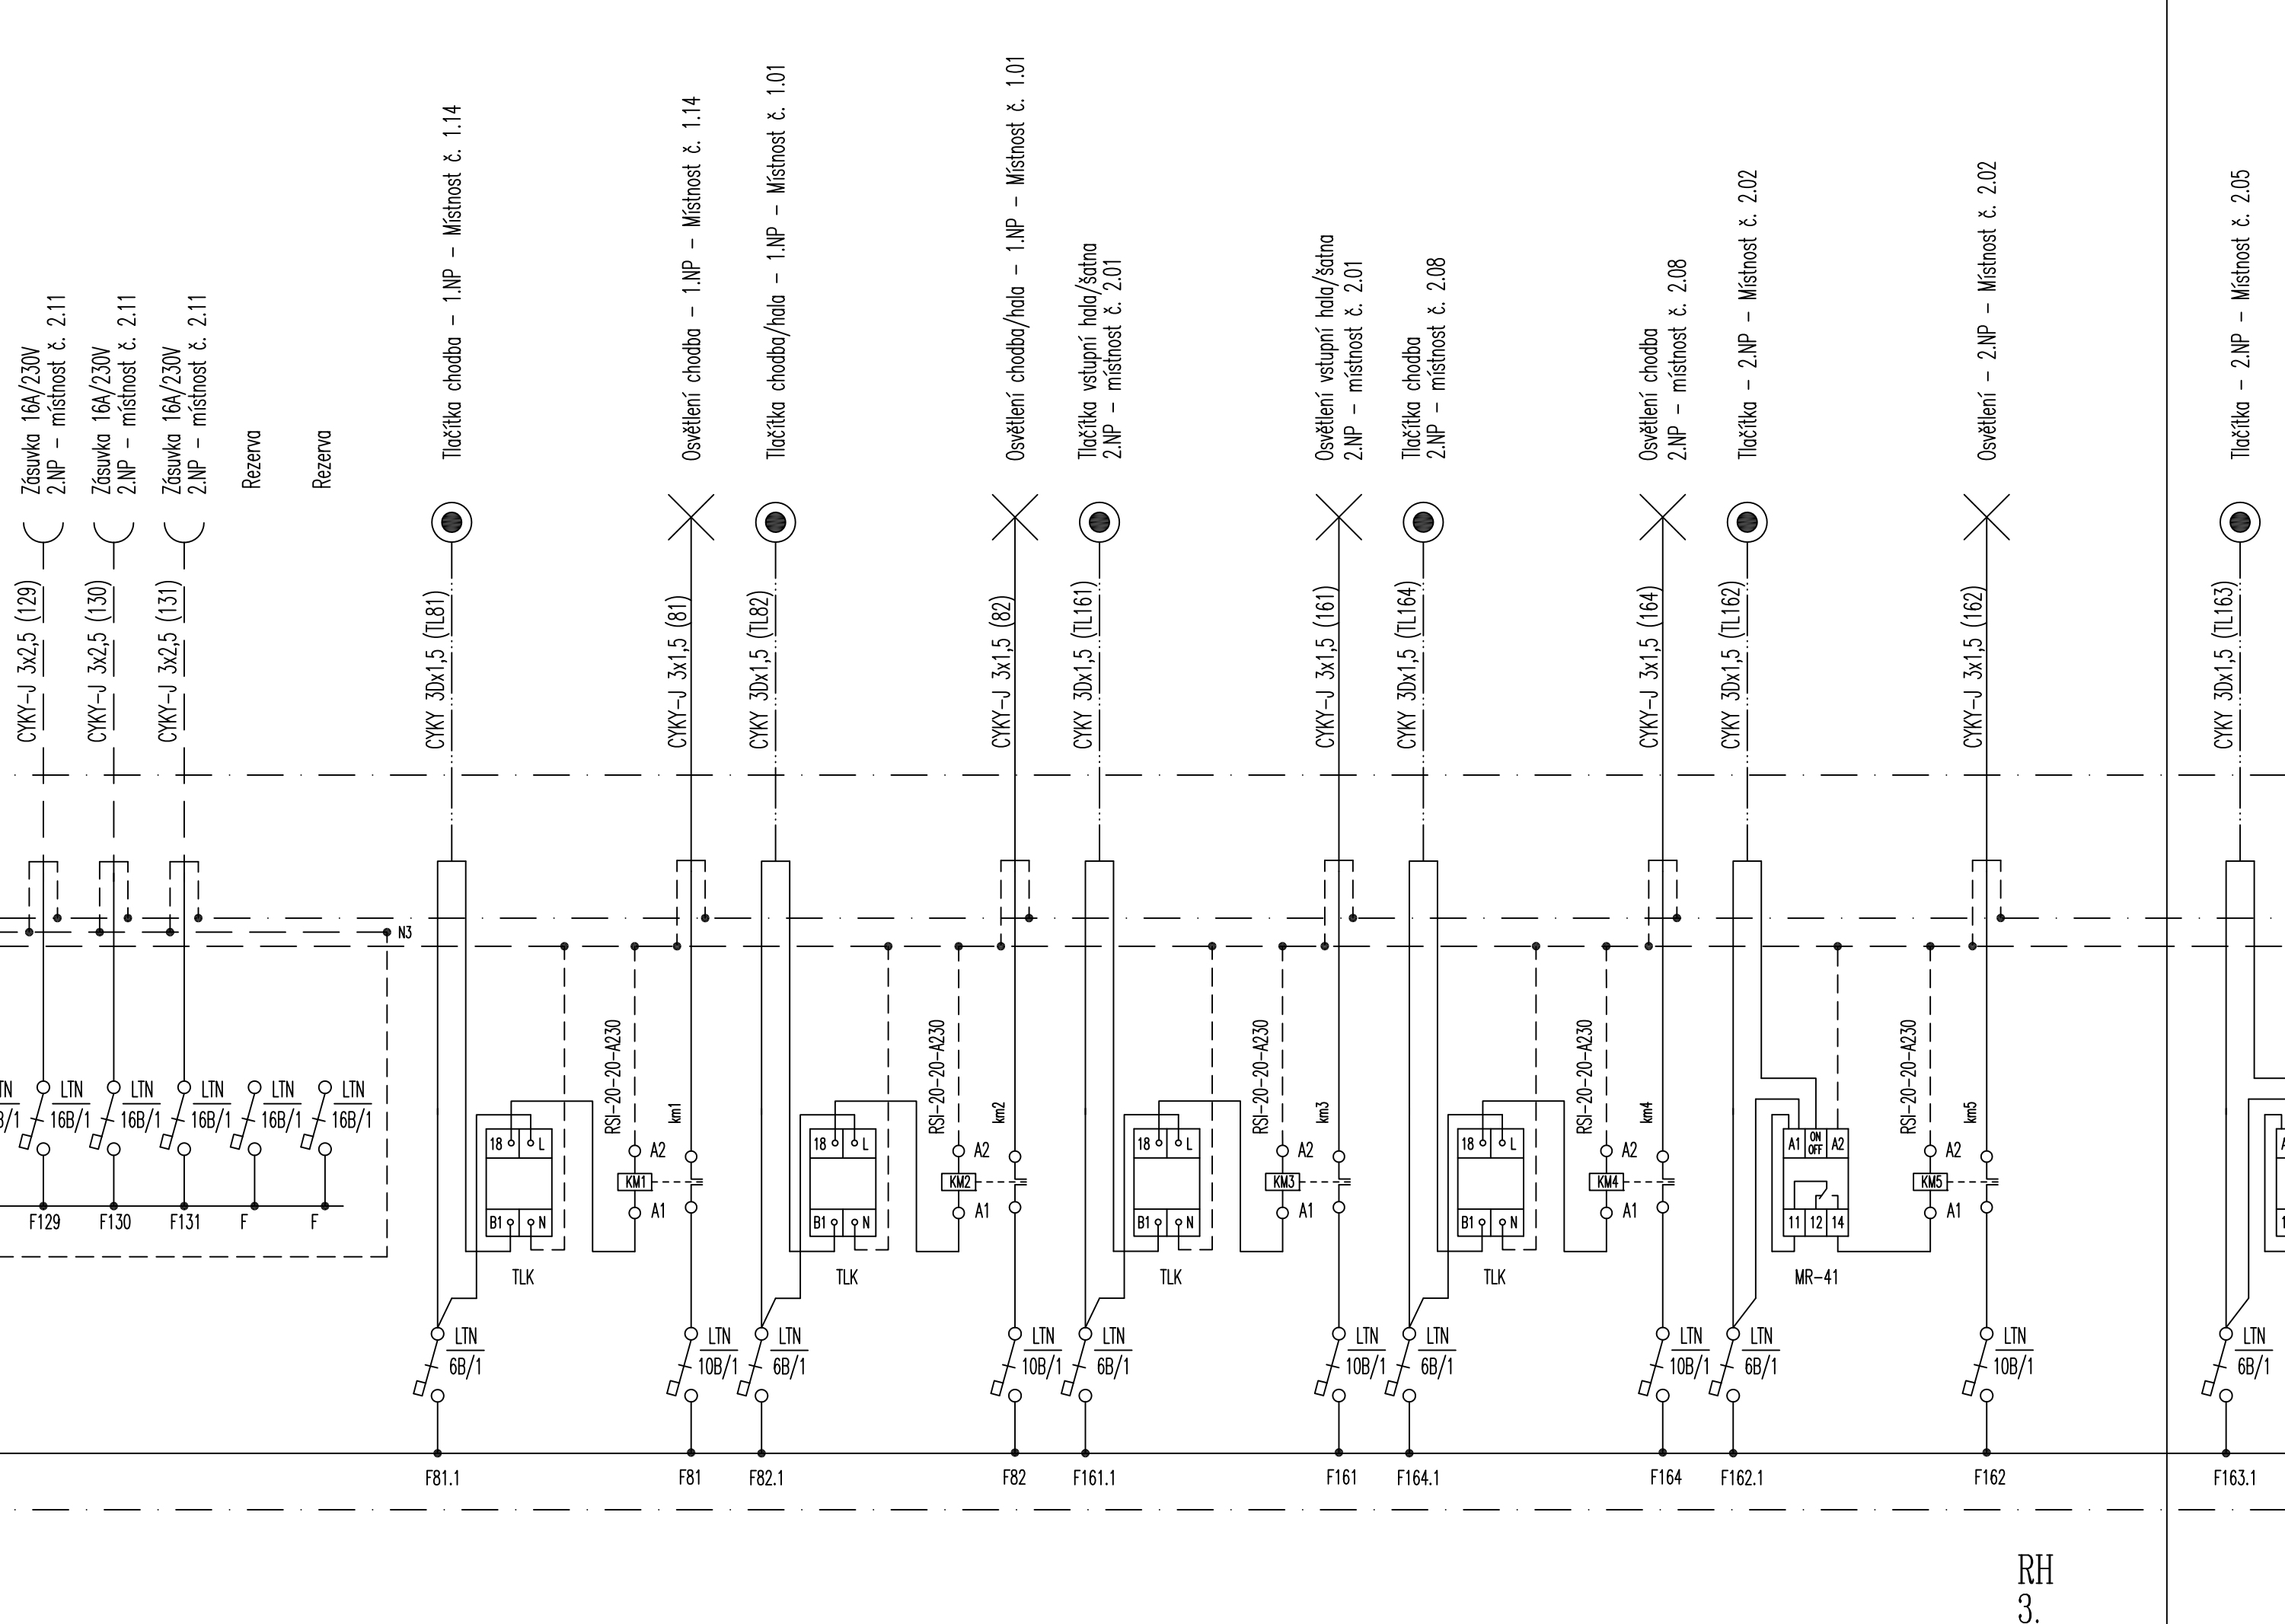 Zásuvka 16A/230V
2.NP - místnost č. 2.11
Zásuvka 16A/230V
2.NP - místnost č. 2.11
Zásuvka 16A/230V
2.NP - místnost č. 2.11
Rezerva
Rezerva
Tlačítka chodba - 1.NP - Místnost č. 1.14
Osvětlení chodba - 1.NP - Místnost č. 1.14
Tlačítka chodba/hala - 1.NP - Místnost č. 1.01
Osvětlení chodba/hala - 1.NP - Místnost č. 1.01
Tlačítka vstupní hala/šatna
2.NP - místnost č. 2.01
Osvětlení vstupní hala/šatna
2.NP - místnost č. 2.01
Tlačítka chodba
2.NP - místnost č. 2.08
Osvětlení chodba
2.NP - místnost č. 2.08
Tlačítka - 2.NP - Místnost č. 2.02
Osvětlení - 2.NP - Místnost č. 2.02
Tlačítka - 2.NP - Místnost č. 2.05
CYKY-J 3x2,5 (129)
CYKY-J 3x2,5 (130)
CYKY-J 3x2,5 (131)
CYKY 3Dx1,5 (TL81)
CYKY-J 3x1,5 (81)
CYKY 3Dx1,5 (TL82)
CYKY-J 3x1,5 (82)
CYKY 3Dx1,5 (TL161)
CYKY-J 3x1,5 (161)
CYKY 3Dx1,5 (TL164)
CYKY-J 3x1,5 (164)
CYKY 3Dx1,5 (TL162)
CYKY-J 3x1,5 (162)
CYKY 3Dx1,5 (TL163)
N3
LTN
16B/1
LTN
16B/1
LTN
16B/1
LTN
16B/1
LTN
16B/1
F129
F130
F131
F
F
18
L
B1
N
TLK
RSI-20-20-A230
A2
KM1
A1
km1
18
L
B1
N
TLK
RSI-20-20-A230
A2
KM2
A1
km2
18
L
B1
N
TLK
RSI-20-20-A230
A2
KM3
A1
km3
18
L
B1
N
TLK
RSI-20-20-A230
A2
KM4
A1
km4
A1
ON
OFF
A2
11
12
14
MR-41
RSI-20-20-A230
A2
KM5
A1
km5
LTN
6B/1
LTN
10B/1
LTN
6B/1
LTN
10B/1
LTN
6B/1
LTN
10B/1
LTN
6B/1
LTN
10B/1
LTN
6B/1
LTN
10B/1
LTN
6B/1
F81.1
F81
F82.1
F82
F161.1
F161
F164.1
F164
F162.1
F162
F163.1
RH
3.